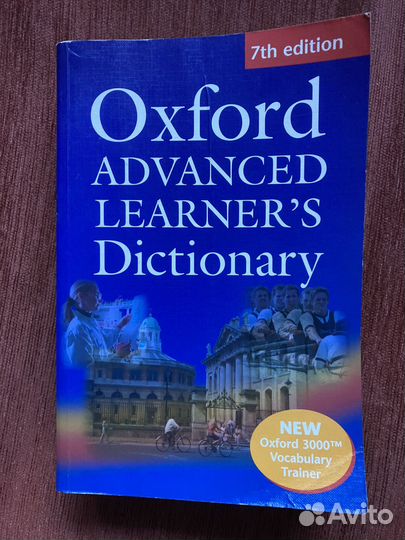 7th edition
Oxford
ADVANCED
LEARNER'S
Dictionary
NEW
Oxford 3000™
Vocabulary
Trainer
Avito